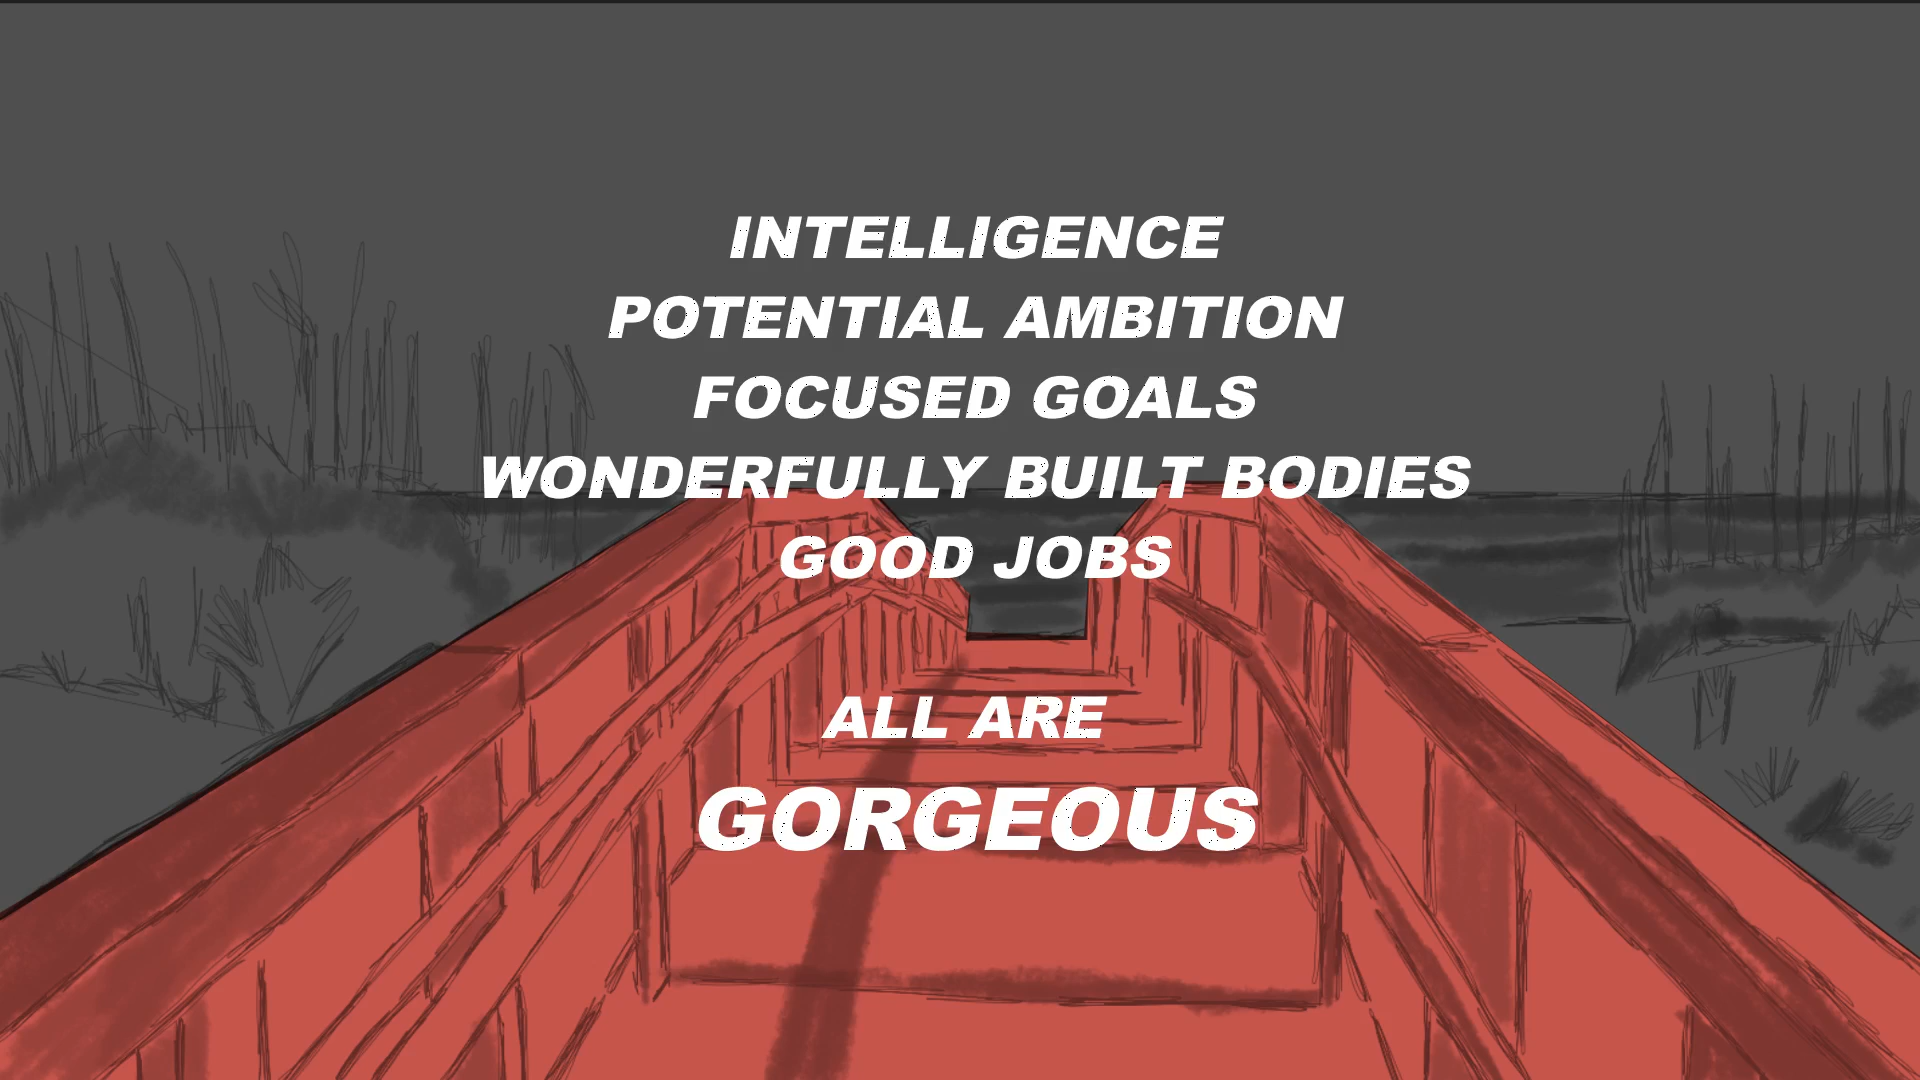 INTELLIGENCE
POTENTIAL AMBITION
FOCUSED GOALS
WONDERFULLY BUILT BODIES
GOOD JOBS
ALL ARE
GORGEOUS